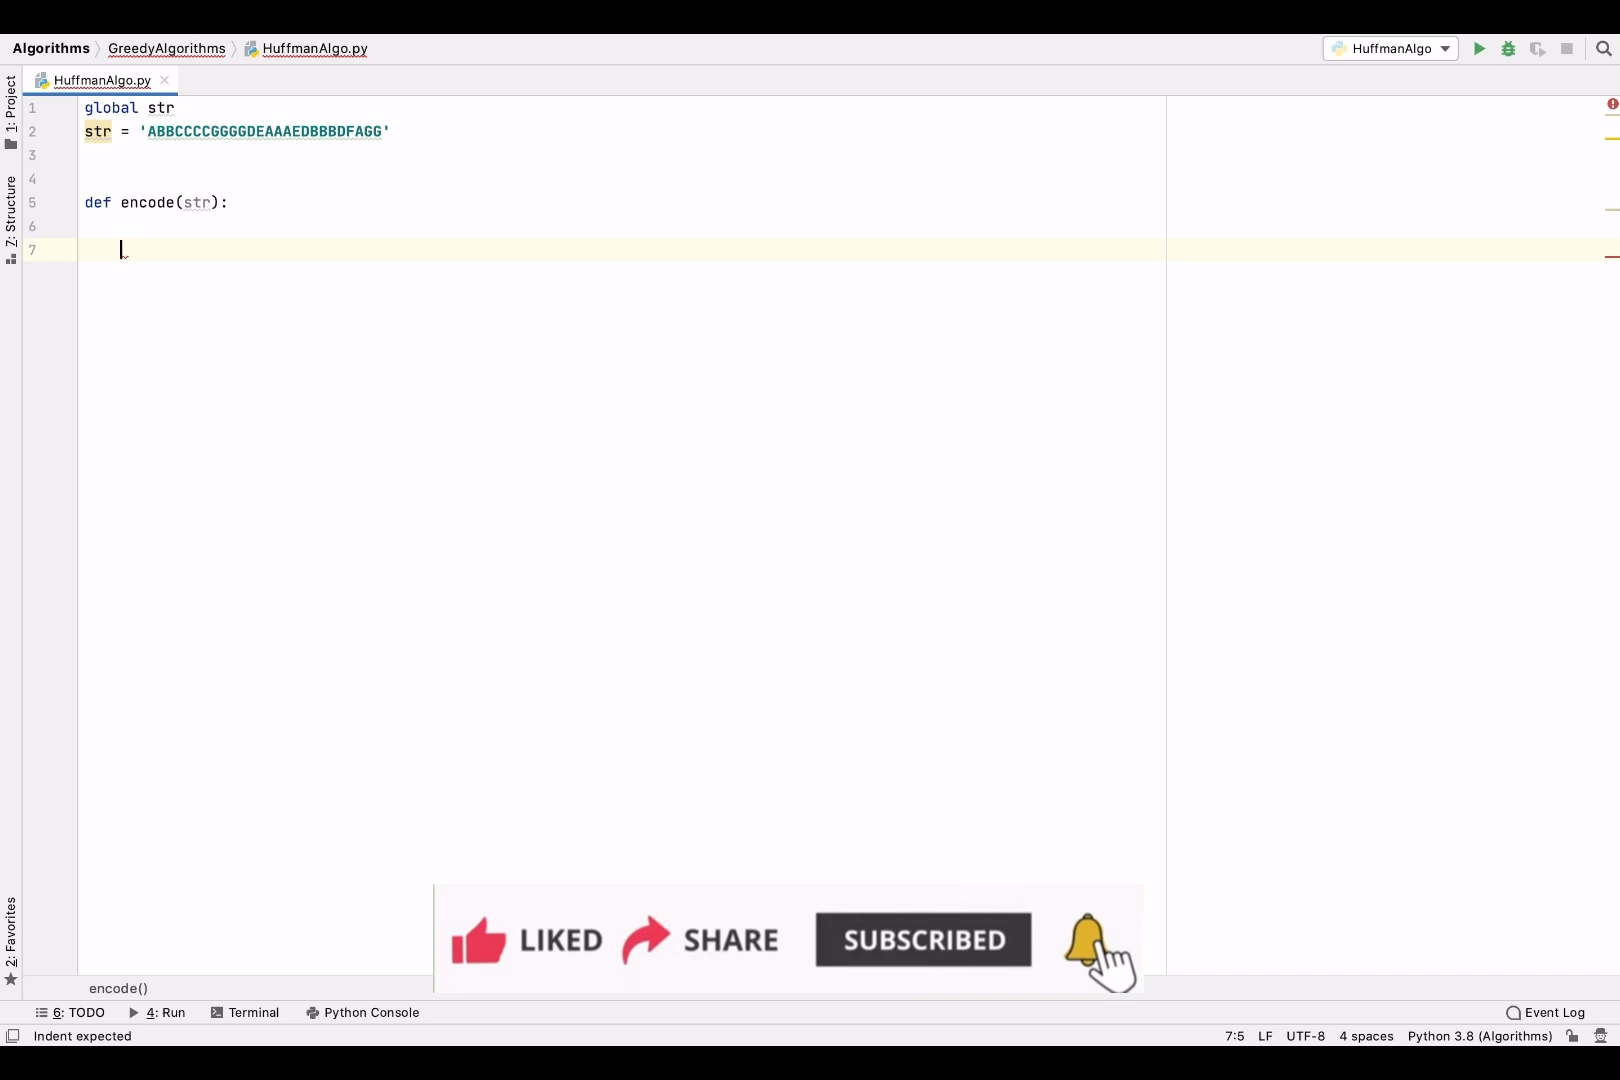 Algorithms GreedyAlgorithms HuffmanAlgo.py HuffmanAlgo
HuffmanAlgo.py
1: Project
Z: Structure
2: Favorites
1 global str
2 str = 'ABBCCCCGGGGDEAAAEDBBBDFAGG'
3
4
5 def encode(str):
6
7
LIKED SHARE SUBSCRIBED
encode()
6: TODO 4: Run Terminal Python Console Event Log
Indent expected 7:5 LF UTF-8 4 spaces Python 3.8 (Algorithms)